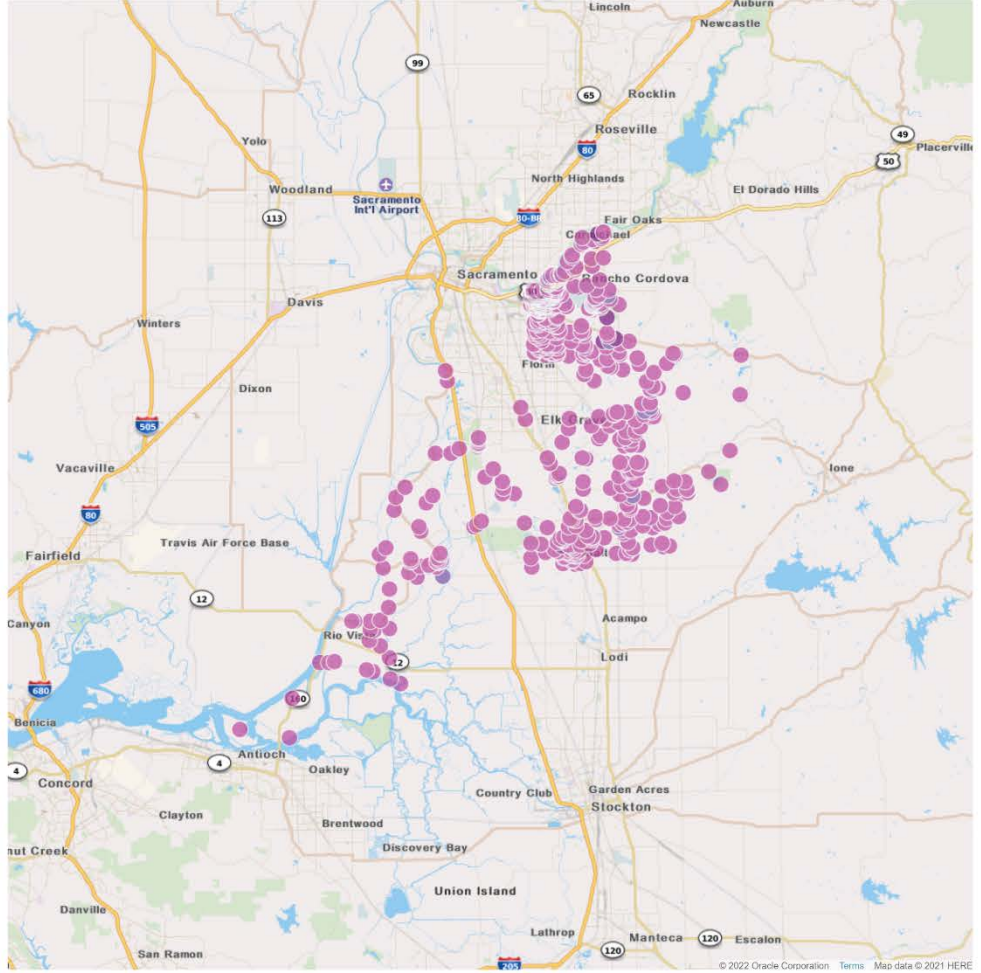 Auburn
Lincoln
Newcastle
99
65
Rocklin
Roseville
49
80
50
Placerville
Yolo
North Highlands
Woodland
Sacramento
Int'l Airport
El Dorado Hills
113
Fair Oaks
Sacramento
Rancho Cordova
Davis
Winters
Florin
Dixon
Elk Grove
505
Vacaville
Ione
80
Travis Air Force Base
Fairfield
12
Canyon
Acampo
Rio Vist
Lodi
12
680
160
Benicia
Antioch
4
4
Oakley
Concord
Country Club
Garden Acres
Stockton
Clayton
Brentwood
nut Creek
Discovery Bay
Union Island
Danville
Lathrop
Manteca
120
Escalon
120
San Ramon
205
© 2022 Oracle Corporation Terms Map data © 2021 HERE